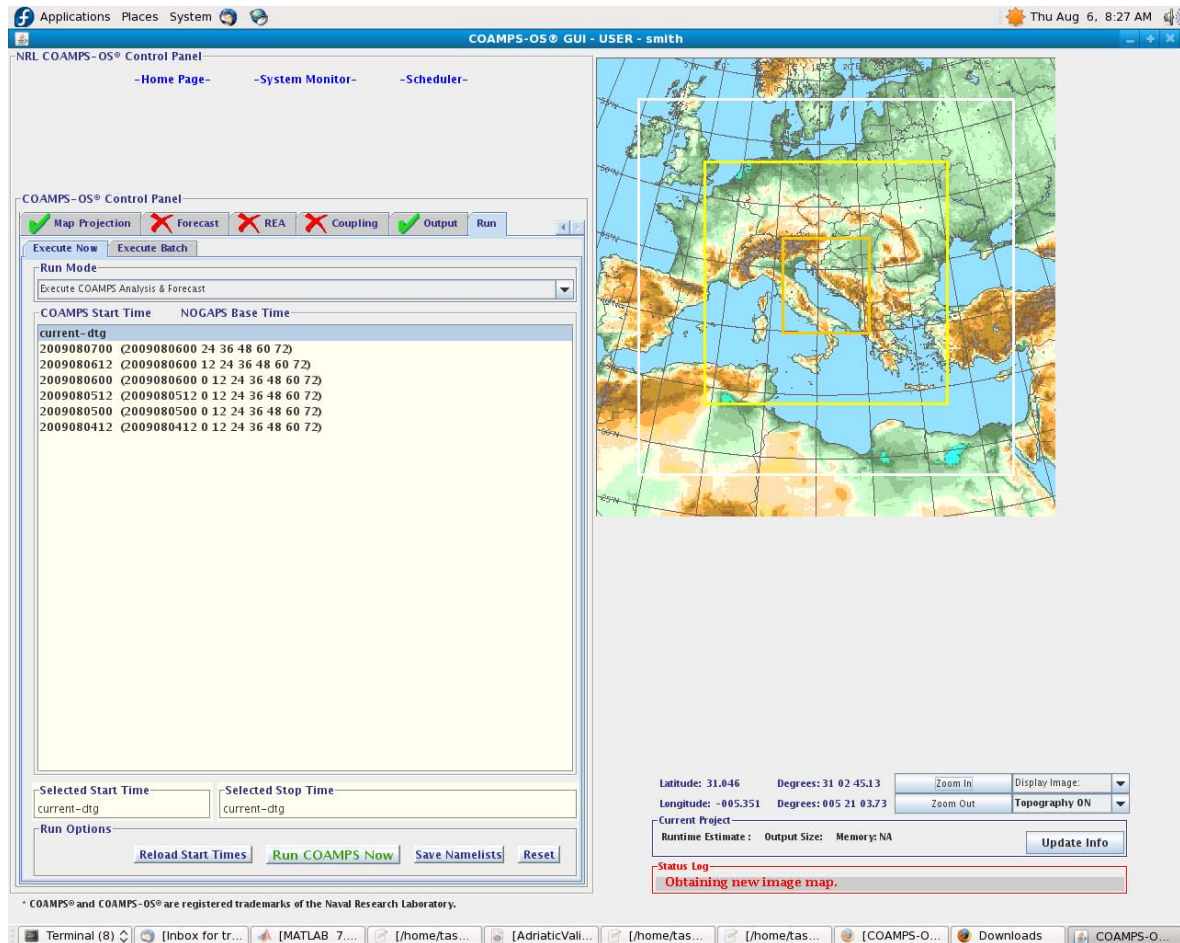 Applications Places System Thu Aug 6, 8:27 AM
COAMPS-OS® GUI - USER - smith
NRL COAMPS-OS® Control Panel
-Home Page- -System Monitor- -Scheduler-
COAMPS-OS® Control Panel
Map Projection Forecast REA Coupling Output Run
Execute Now Execute Batch
Run Mode
Execute COAMPS Analysis & Forecast
COAMPS Start Time NOGAPS Base Time
current-dtg
2009080700 (2009080600 24 36 48 60 72)
2009080612 (2009080600 12 24 36 48 60 72)
2009080600 (2009080600 0 12 24 36 48 60 72)
2009080512 (2009080512 0 12 24 36 48 60 72)
2009080500 (2009080500 0 12 24 36 48 60 72)
2009080412 (2009080412 0 12 24 36 48 60 72)
Selected Start Time Selected Stop Time
current-dtg current-dtg
Run Options
Reload Start Times Run COAMPS Now Save Namelists Reset
* COAMPS® and COAMPS-OS® are registered trademarks of the Naval Research Laboratory.
Latitude: 31.046 Degrees: 31 02 45.13 Zoom In Display Image:
Longitude: -005.351 Degrees: 005 21 03.73 Zoom Out Topography ON
Current Project
Runtime Estimate : Output Size: Memory: NA Update Info
Status Log
Obtaining new image map.
Terminal (8) [Inbox for tr... [MATLAB 7.... [/home/tas... [AdriaticVali... [/home/tas... [/home/tas... [COAMPS-O... Downloads COAMPS-O...